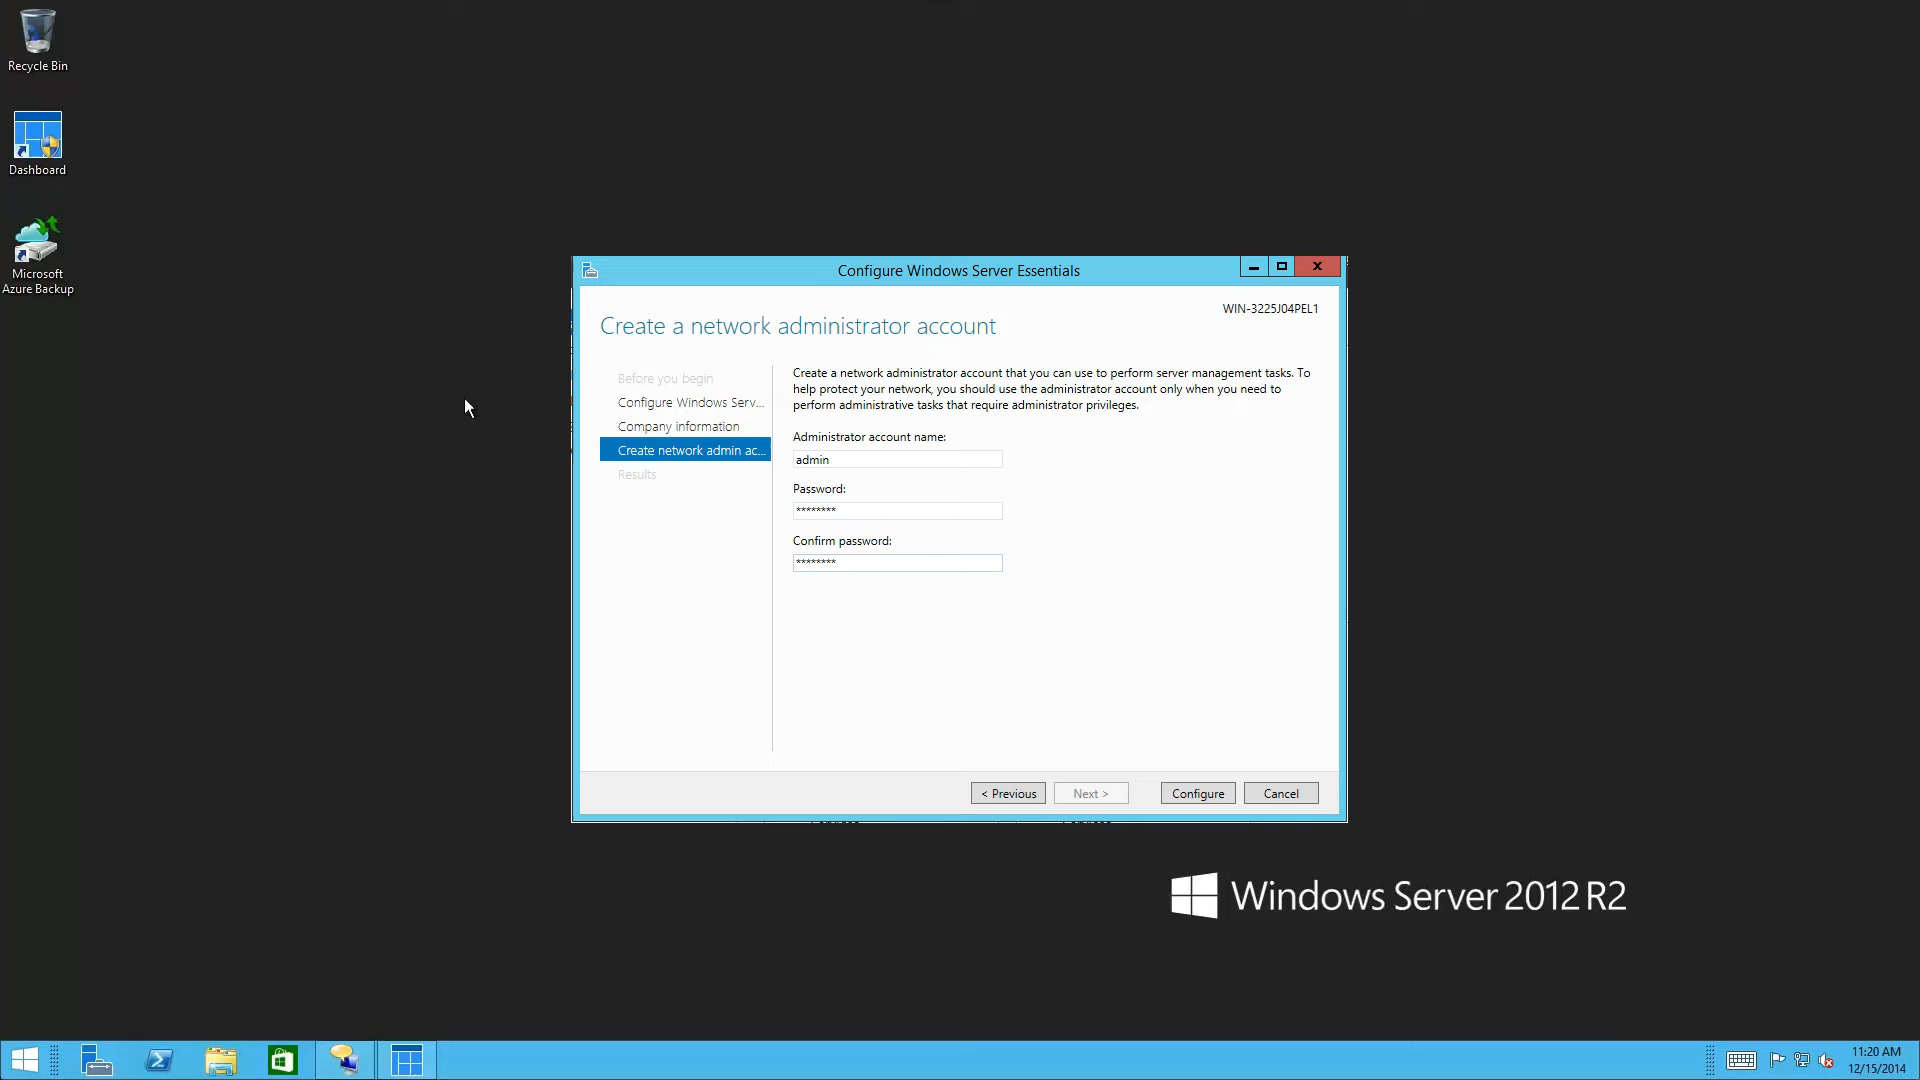 Recycle Bin
Dashboard
Microsoft
Azure Backup
Configure Windows Server Essentials
WIN-3225J04PEL1
Create a network administrator account
Before you begin
Configure Windows Serv...
Company information
Create network admin ac...
Results
Create a network administrator account that you can use to perform server management tasks. To
help protect your network, you should use the administrator account only when you need to
perform administrative tasks that require administrator privileges.
Administrator account name:
admin
Password:
********
Confirm password:
********
< Previous
Next >
Configure
Cancel
Windows Server 2012 R2
11:20 AM
12/15/2014